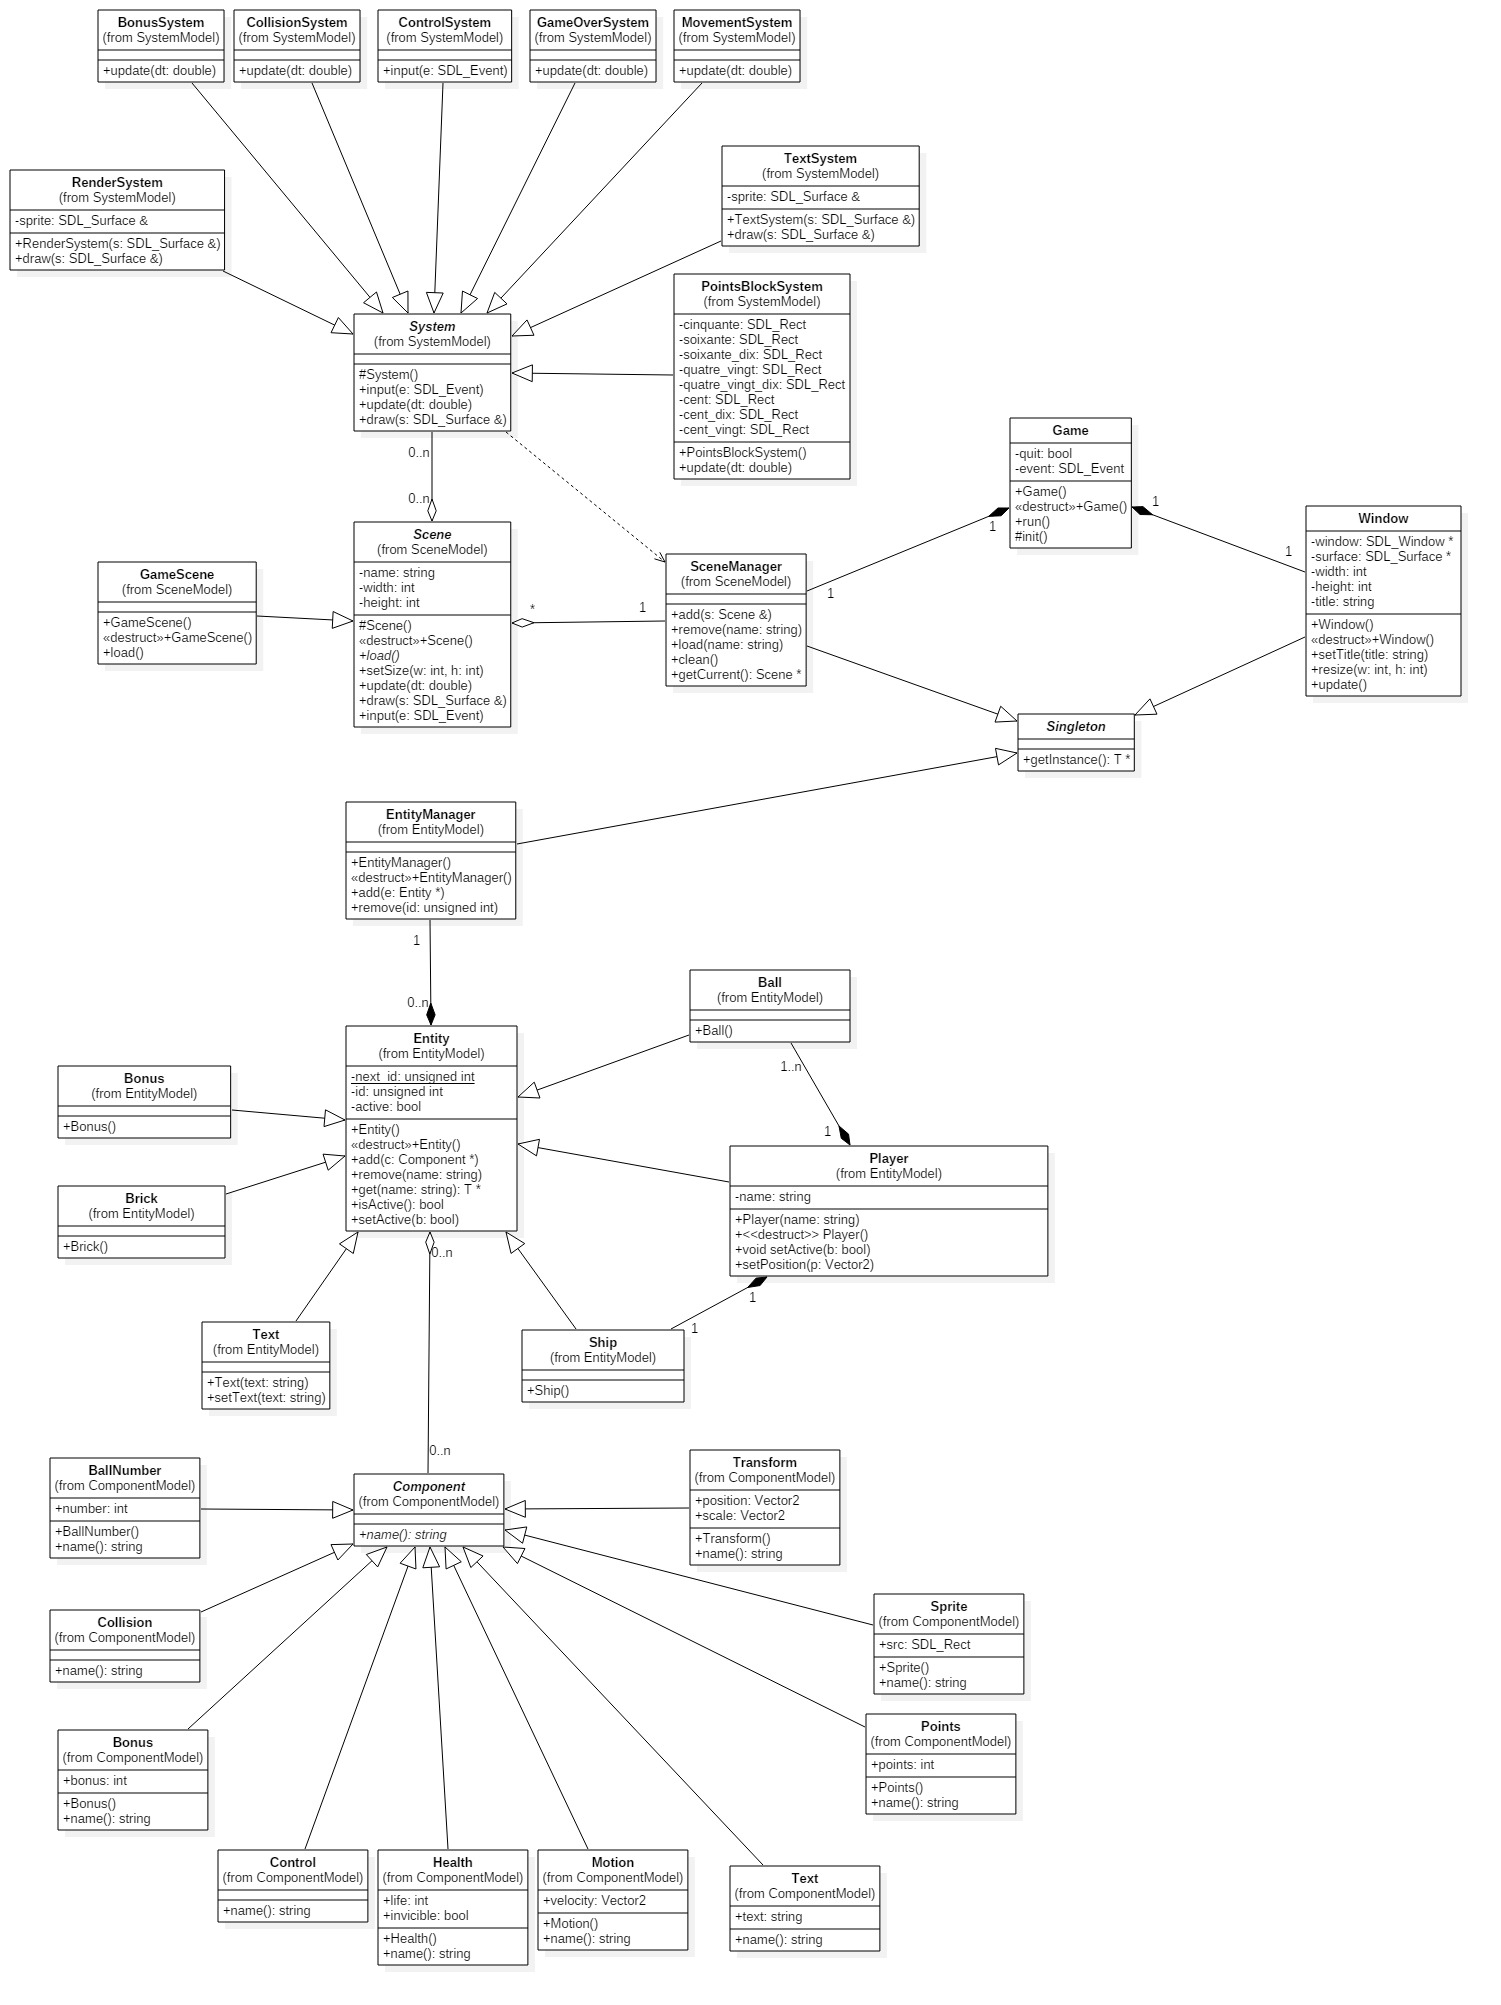 BonusSystem
(from SystemModel)
+update(dt: double)
CollisionSystem
(from SystemModel)
+update(dt: double)
ControlSystem
(from SystemModel)
+input(e: SDL_Event)
GameOverSystem
(from SystemModel)
+update(dt: double)
MovementSystem
(from SystemModel)
+update(dt: double)
RenderSystem
(from SystemModel)
-sprite: SDL_Surface &
+RenderSystem(s: SDL_Surface &)
+draw(s: SDL_Surface &)
TextSystem
(from SystemModel)
-sprite: SDL_Surface &
+TextSystem(s: SDL_Surface &)
+draw(s: SDL_Surface &)
System
(from SystemModel)
#System()
+input(e: SDL_Event)
+update(dt: double)
+draw(s: SDL_Surface &)
PointsBlockSystem
(from SystemModel)
-cinquante: SDL_Rect
-soixante: SDL_Rect
-soixante_dix: SDL_Rect
-quatre_vingt: SDL_Rect
-quatre_vingt_dix: SDL_Rect
-cent: SDL_Rect
-cent_dix: SDL_Rect
-cent_vingt: SDL_Rect
+PointsBlockSystem()
+update(dt: double)
0..n
0..n
Game
-quit: bool
-event: SDL_Event
+Game()
«destruct»+Game()
+run()
#init()
1
1
1
1
Window
-window: SDL_Window *
-surface: SDL_Surface *
-width: int
-height: int
-title: string
+Window()
«destruct»+Window()
+setTitle(title: string)
+resize(w: int, h: int)
+update()
Scene
(from SceneModel)
-name: string
-width: int
-height: int
#Scene()
«destruct»+Scene()
+load()
+setSize(w: int, h: int)
+update(dt: double)
+draw(s: SDL_Surface &)
+input(e: SDL_Event)
GameScene
(from SceneModel)
+GameScene()
«destruct»+GameScene()
+load()
*
1
SceneManager
(from SceneModel)
+add(s: Scene &)
+remove(name: string)
+load(name: string)
+clean()
+getCurrent(): Scene *
Singleton
+getInstance(): T *
EntityManager
(from EntityModel)
+EntityManager()
«destruct»+EntityManager()
+add(e: Entity *)
+remove(id: unsigned int)
1
0..n
Ball
(from EntityModel)
+Ball()
1..n
1
Entity
(from EntityModel)
-next_id: unsigned int
-id: unsigned int
-active: bool
+Entity()
«destruct»+Entity()
+add(c: Component *)
+remove(name: string)
+get(name: string): T *
+isActive(): bool
+setActive(b: bool)
Bonus
(from EntityModel)
+Bonus()
Brick
(from EntityModel)
+Brick()
Player
(from EntityModel)
-name: string
+Player(name: string)
+<<destruct>> Player()
+void setActive(b: bool)
+setPosition(p: Vector2)
0..n
1
1
Text
(from EntityModel)
+Text(text: string)
+setText(text: string)
Ship
(from EntityModel)
+Ship()
0..n
BallNumber
(from ComponentModel)
+number: int
+BallNumber()
+name(): string
Component
(from ComponentModel)
+name(): string
Transform
(from ComponentModel)
+position: Vector2
+scale: Vector2
+Transform()
+name(): string
Collision
(from ComponentModel)
+name(): string
Sprite
(from ComponentModel)
+src: SDL_Rect
+Sprite()
+name(): string
Bonus
(from ComponentModel)
+bonus: int
+Bonus()
+name(): string
Points
(from ComponentModel)
+points: int
+Points()
+name(): string
Control
(from ComponentModel)
+name(): string
Health
(from ComponentModel)
+life: int
+invicible: bool
+Health()
+name(): string
Motion
(from ComponentModel)
+velocity: Vector2
+Motion()
+name(): string
Text
(from ComponentModel)
+text: string
+name(): string